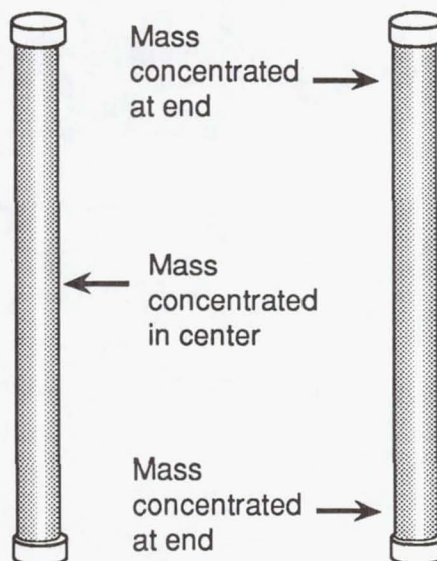 Mass
concentrated
at end
Mass
concentrated
in center
Mass
concentrated
at end